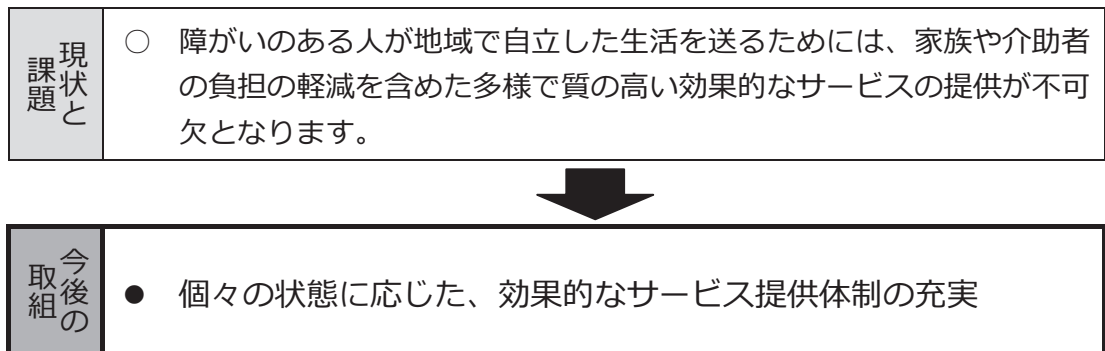 現状と
課題
○　障がいのある人が地域で自立した生活を送るためには、家族や介助者
の負担の軽減を含めた多様で質の高い効果的なサービスの提供が不可
欠となります。
今後の
取組
●　個々の状態に応じた、効果的なサービス提供体制の充実